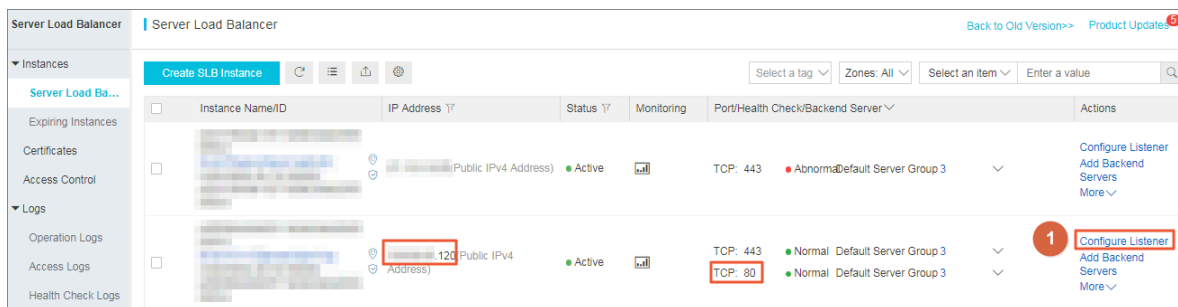 Server Load Balancer
Server Load Balancer
Back to Old Version>>
Product Updates
5
Instances
Server Load Ba...
Expiring Instances
Certificates
Access Control
Logs
Operation Logs
Access Logs
Health Check Logs
Create SLB Instance
Select a tag
Zones: All
Select an item
Enter a value
Instance Name/ID
IP Address
Status
Monitoring
Port/Health Check/Backend Server
Actions
(Public IPv4 Address)
Active
TCP: 443
Abnormal
Default Server Group 3
Configure Listener
Add Backend
Servers
More
.120(Public IPv4
Address)
Active
TCP: 443
Normal
Default Server Group 3
TCP: 80
Normal
Default Server Group 3
1
Configure Listener
Add Backend
Servers
More